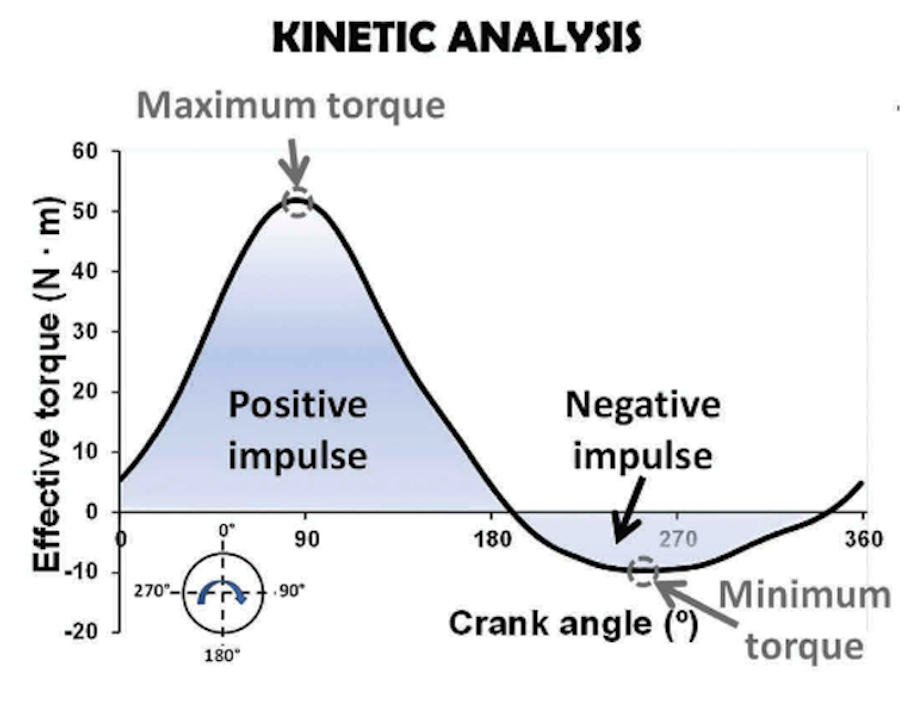 KINETIC ANALYSIS
Maximum torque
60
50
40
30
20
10
0
-10
-20
Effective torque (N · m)
Positive
impulse
Negative
impulse
0 90 180 270 360
0°
270° 90°
180°
Crank angle (º)
Minimum
torque